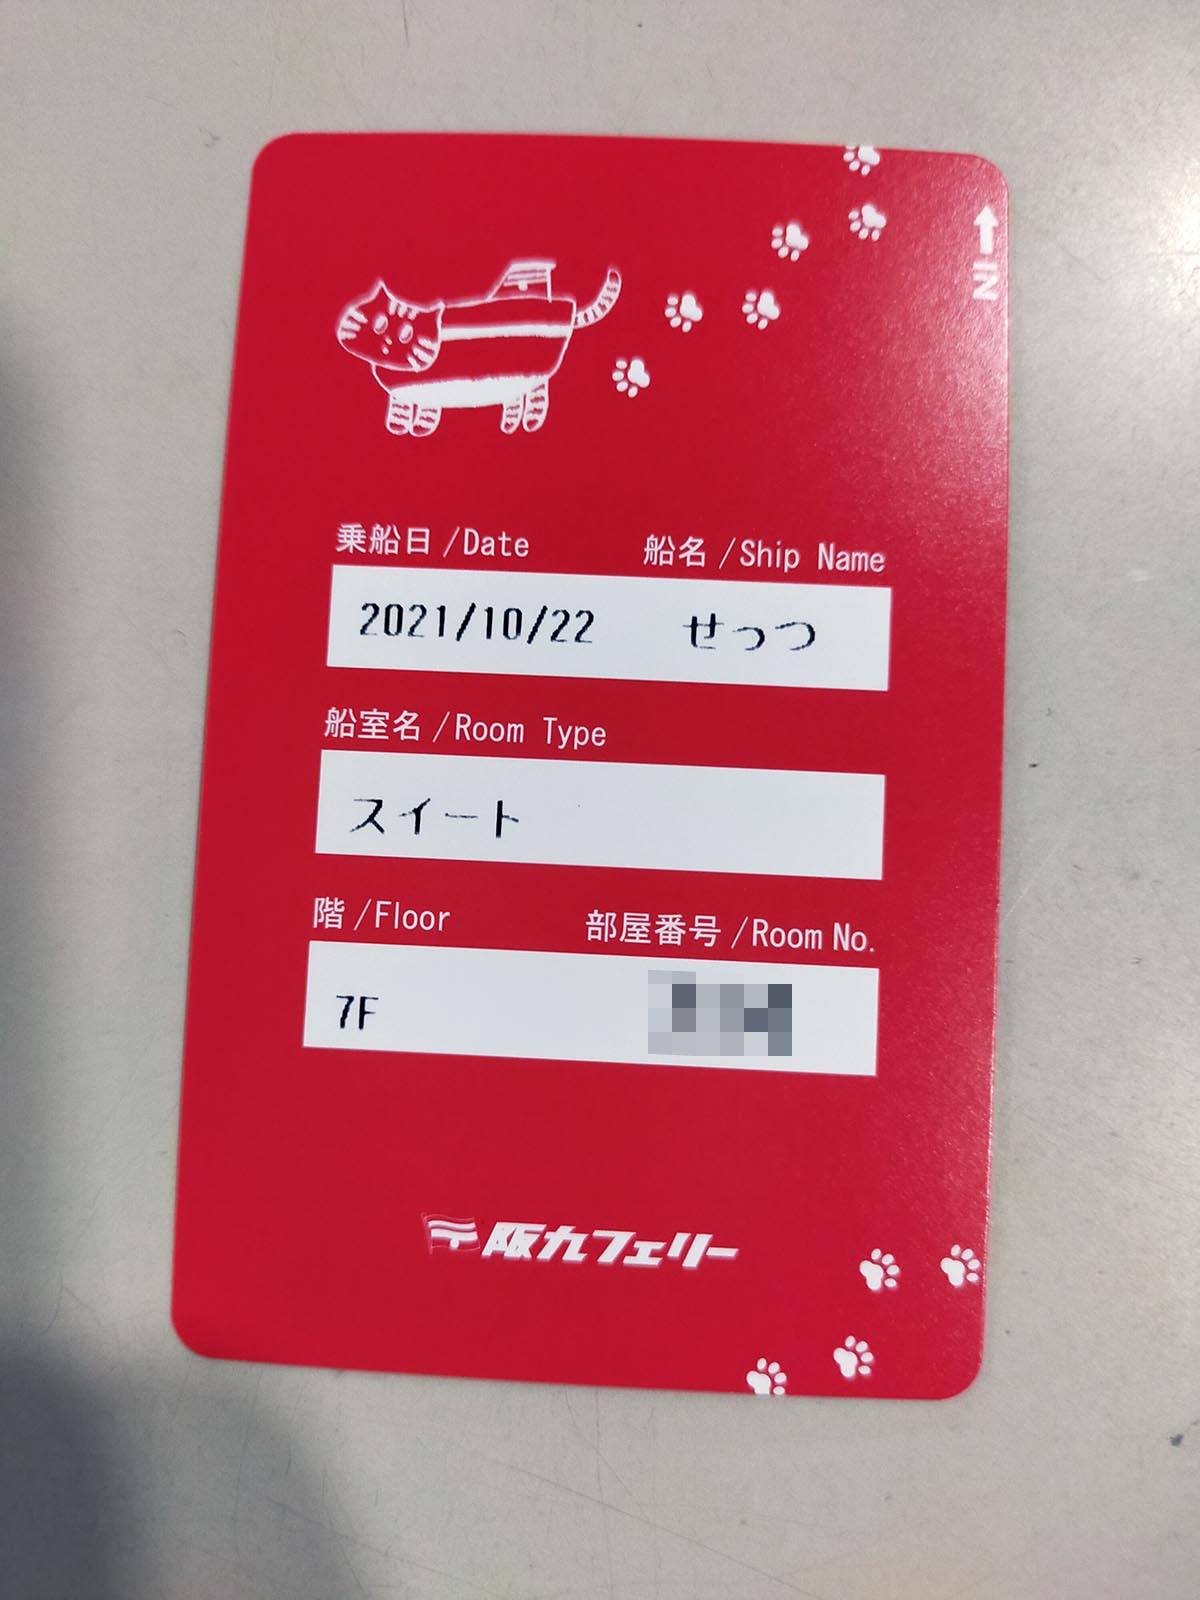 ↑IN
乗船日/Date 船名/Ship Name
2021/10/22 せっつ
船室名/Room Type
スイート
階/Floor 部屋番号/Room No.
7F
阪九フェリー